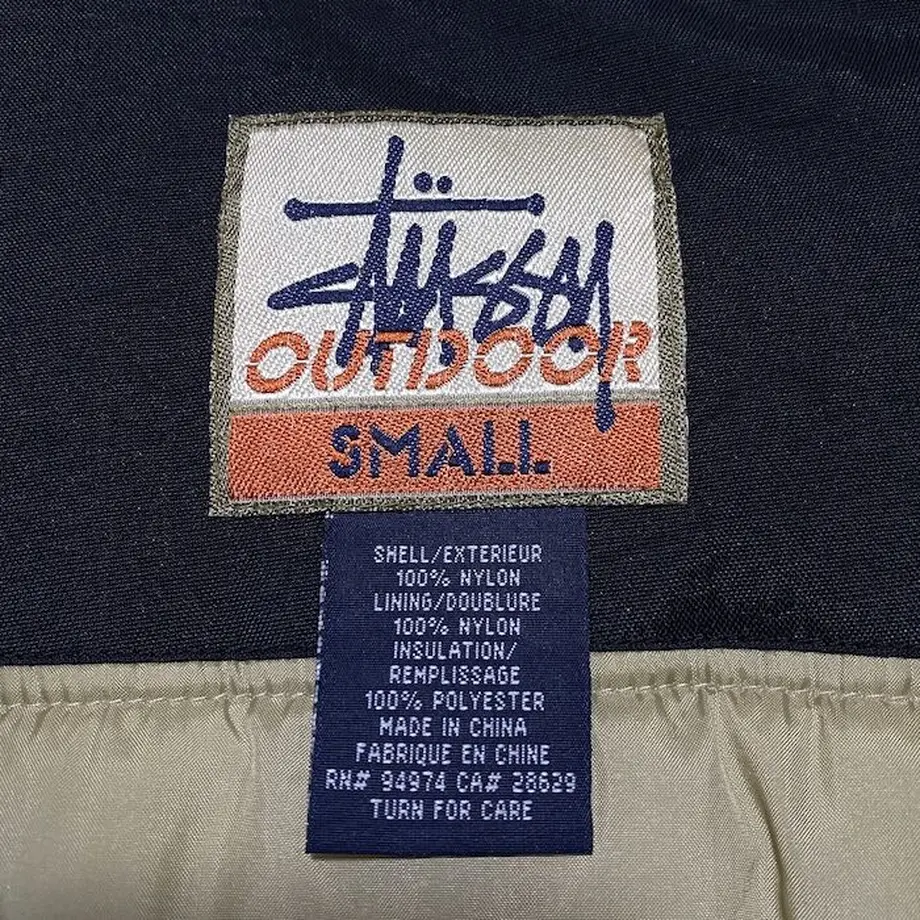 Stüssy
OUTDOOR
SMALL
SHELL/EXTERIEUR
100% NYLON
LINING/DOUBLURE
100% NYLON
INSULATION/
REMPLISSAGE
100% POLYESTER
MADE IN CHINA
FABRIQUE EN CHINE
RN# 94974 CA# 28629
TURN FOR CARE